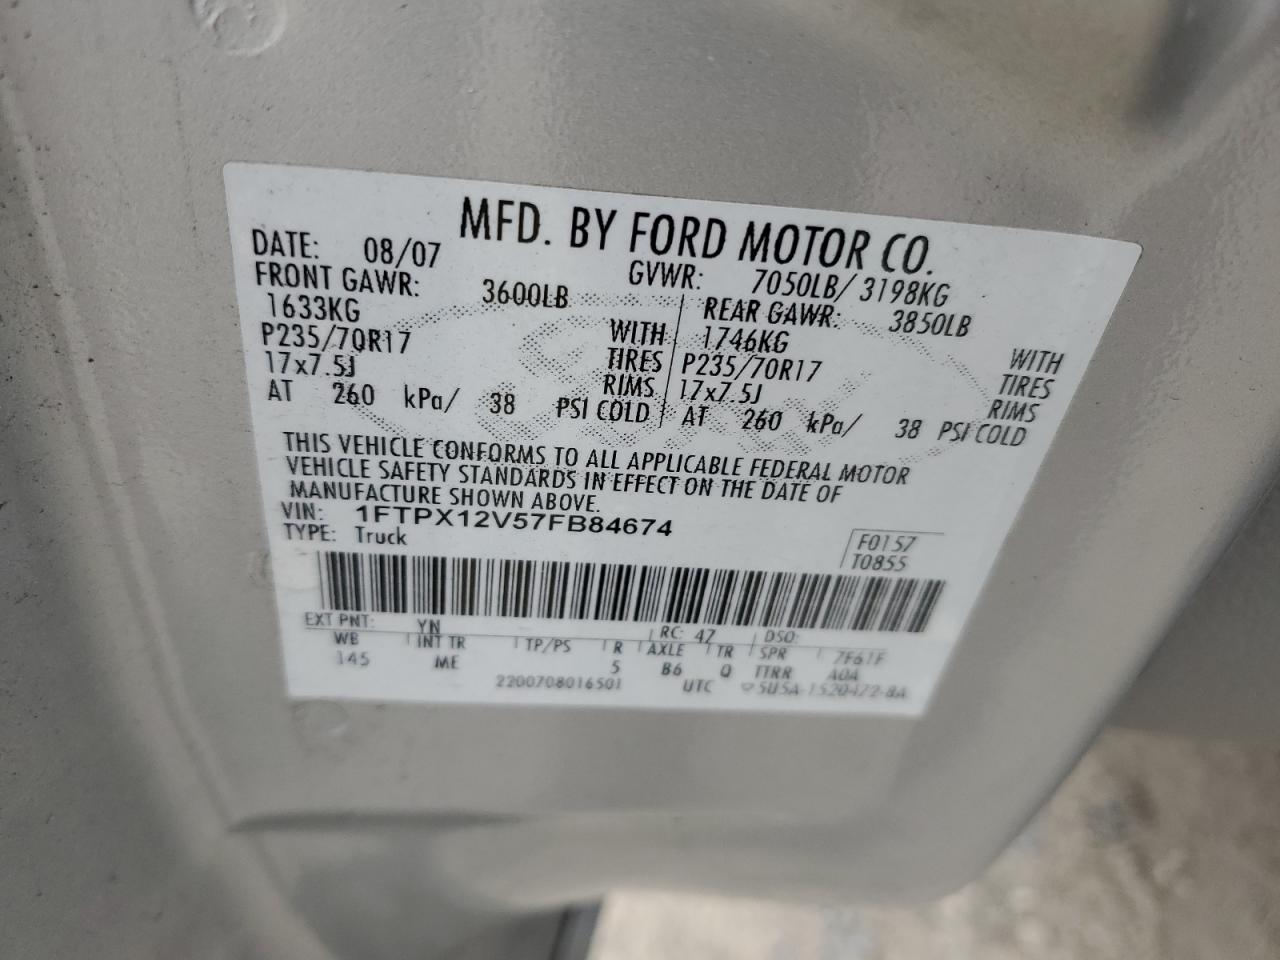 MFD. BY FORD MOTOR CO.
DATE: 08/07 GVWR: 7050LB/ 3198KG
FRONT GAWR: 3600LB REAR GAWR: 3850LB
1633KG WITH 1746KG WITH
P235/70R17 TIRES P235/70R17 TIRES
17x7.5J RIMS 17x7.5J RIMS
AT 260 kPa/ 38 PSI COLD AT 260 kPa/ 38 PSI COLD
THIS VEHICLE CONFORMS TO ALL APPLICABLE FEDERAL MOTOR
VEHICLE SAFETY STANDARDS IN EFFECT ON THE DATE OF
MANUFACTURE SHOWN ABOVE.
VIN: 1FTPX12V57FB84674
TYPE: Truck
F0157
T0855
EXT PNT: YN RC: 47 DSO:
WB INT TR TP/PS R AXLE TR SPR 7F61F
145 ME 5 B6 Q TTRR A0A
2200708016501 UTC ▽5U5A-1520472-BA